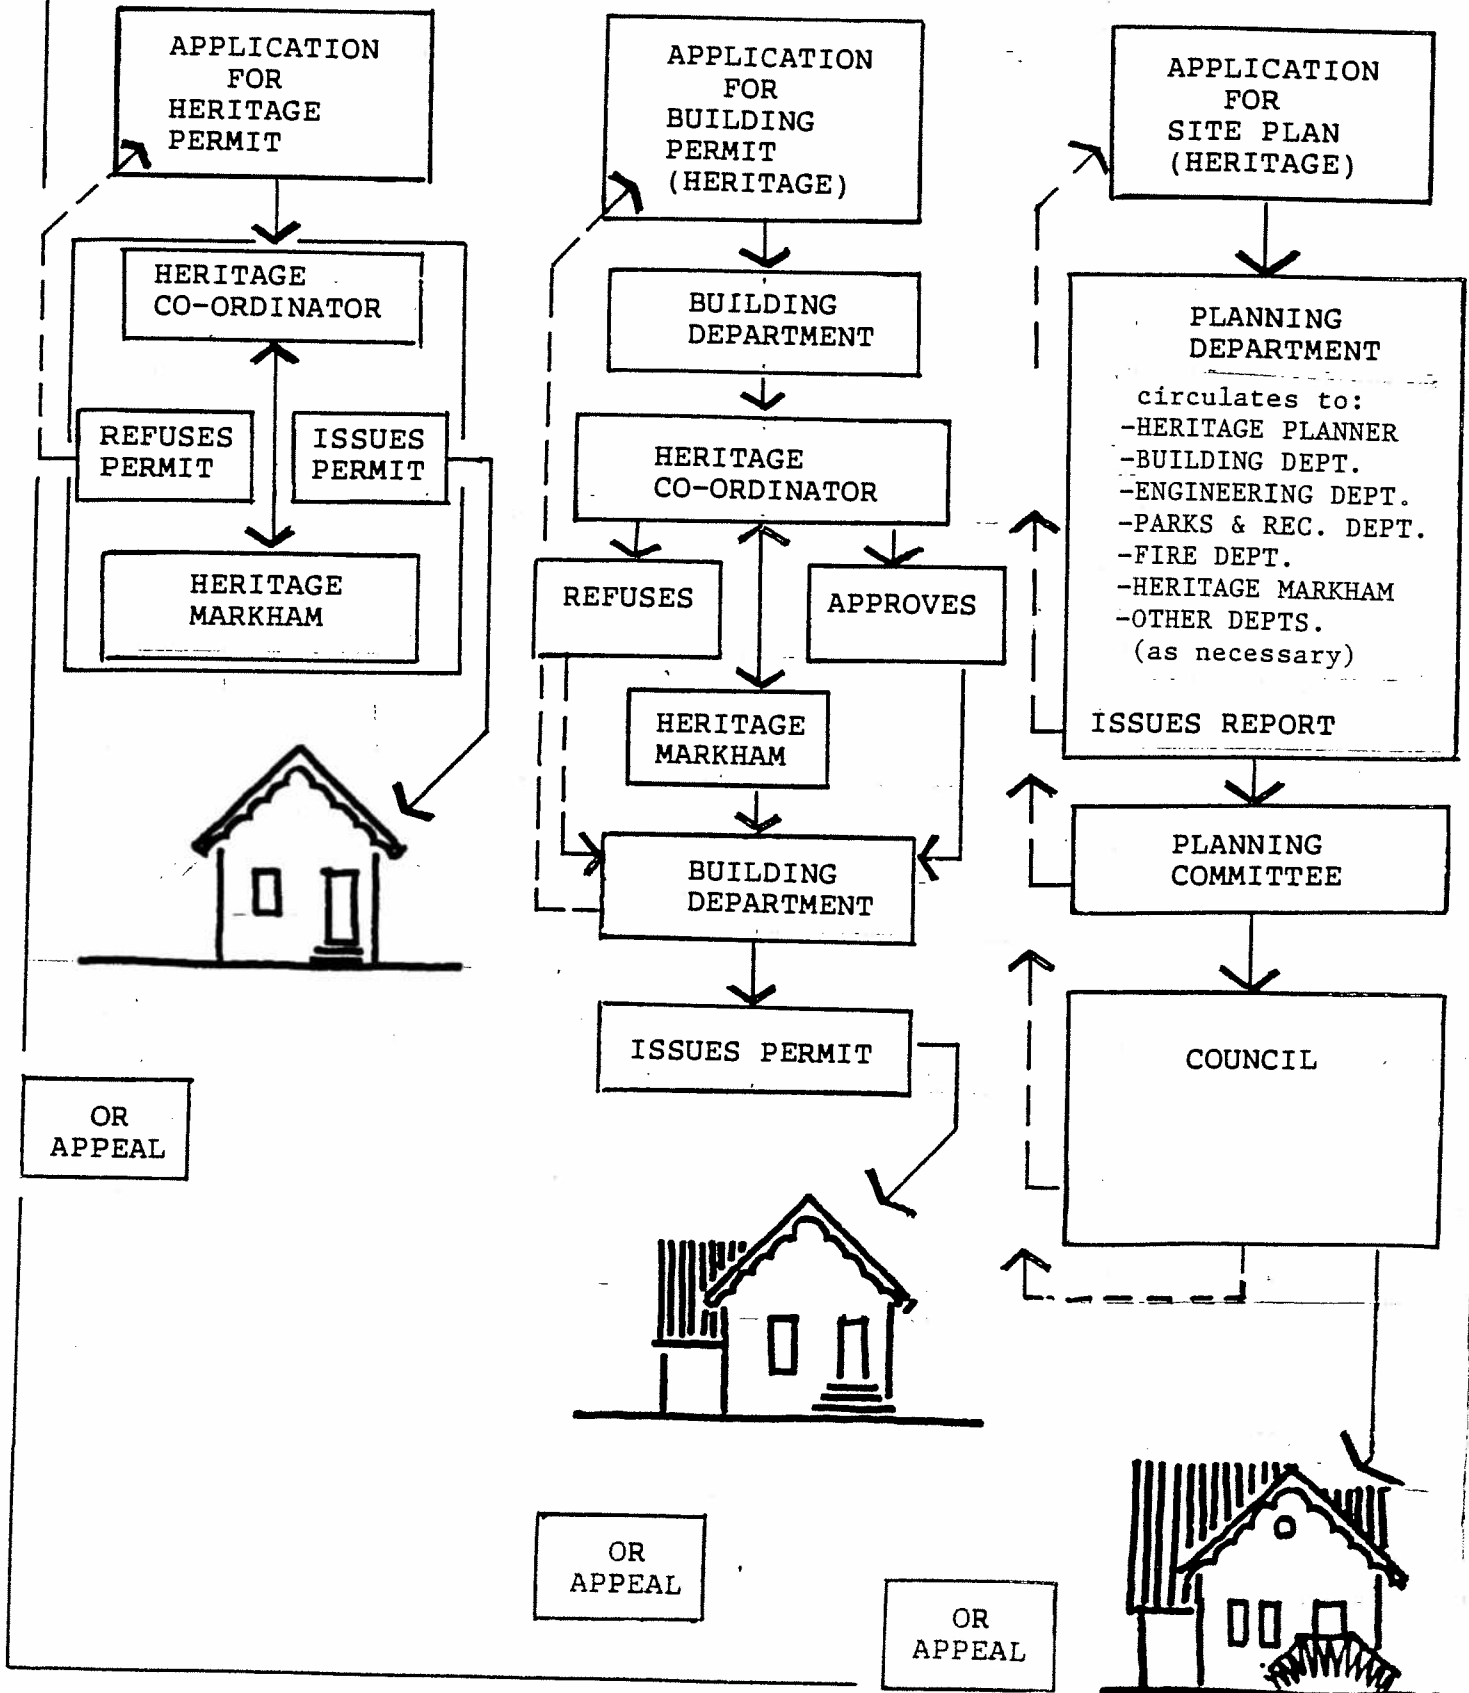 APPLICATION
FOR
HERITAGE
PERMIT
HERITAGE
CO-ORDINATOR
REFUSES
PERMIT
ISSUES
PERMIT
HERITAGE
MARKHAM
OR
APPEAL
APPLICATION
FOR
BUILDING
PERMIT
(HERITAGE)
BUILDING
DEPARTMENT
HERITAGE
CO-ORDINATOR
REFUSES
APPROVES
HERITAGE
MARKHAM
BUILDING
DEPARTMENT
ISSUES PERMIT
OR
APPEAL
APPLICATION
FOR
SITE PLAN
(HERITAGE)
PLANNING
DEPARTMENT
circulates to:
-HERITAGE PLANNER
-BUILDING DEPT.
-ENGINEERING DEPT.
-PARKS & REC. DEPT.
-FIRE DEPT.
-HERITAGE MARKHAM
-OTHER DEPTS.
(as necessary)
ISSUES REPORT
PLANNING
COMMITTEE
COUNCIL
OR
APPEAL